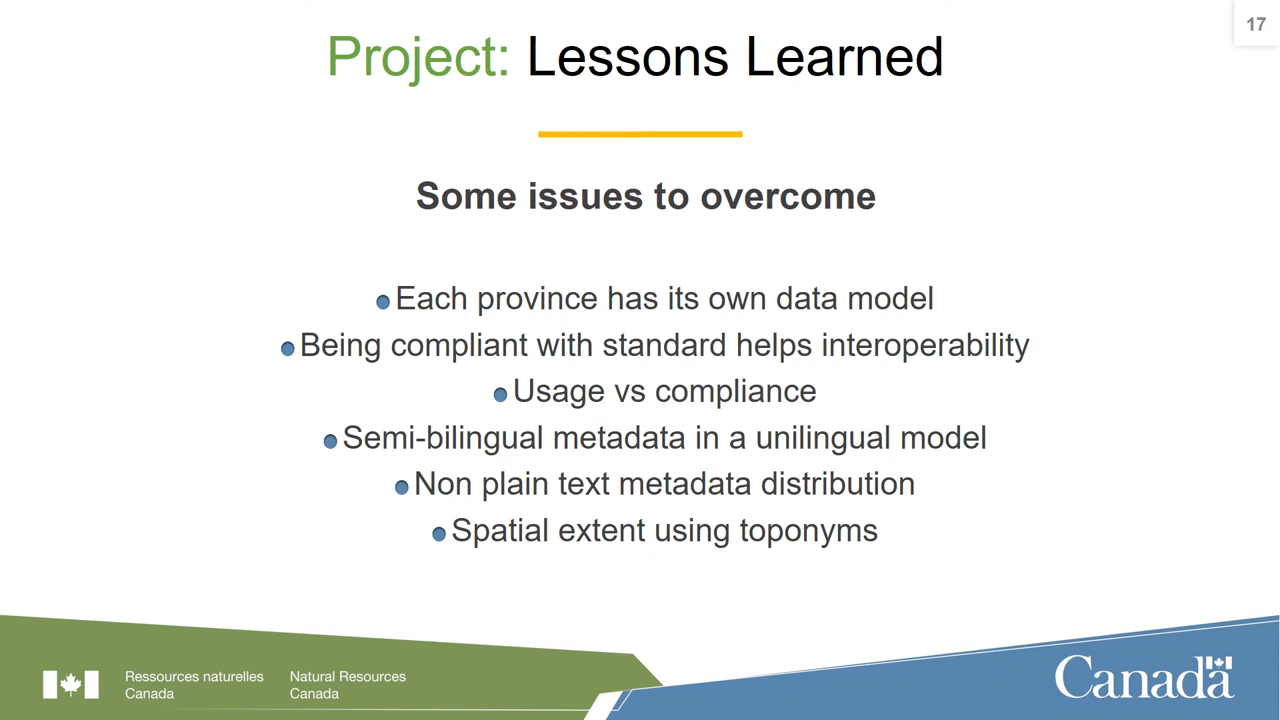 17
Project: Lessons Learned
Some issues to overcome
Each province has its own data model
Being compliant with standard helps interoperability
Usage vs compliance
Semi-bilingual metadata in a unilingual model
Non plain text metadata distribution
Spatial extent using toponyms
Ressources naturelles
Canada
Natural Resources
Canada
Canada